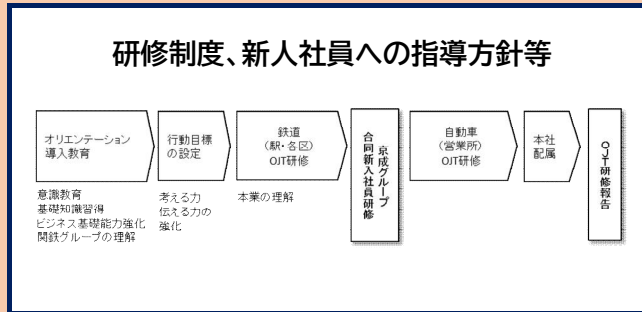 研修制度、新人社員への指導方針等
オリエンテーション
導入教育
行動目標
の設定
鉄道
(駅・各区)
OJT研修
京成グループ
合同新入社員研修
自動車
(営業所)
OJT研修
本社
配属
OJT研修報告
意識教育
基礎知識習得
ビジネス基礎能力強化
関鉄グループの理解
考える力
伝える力の
強化
本業の理解